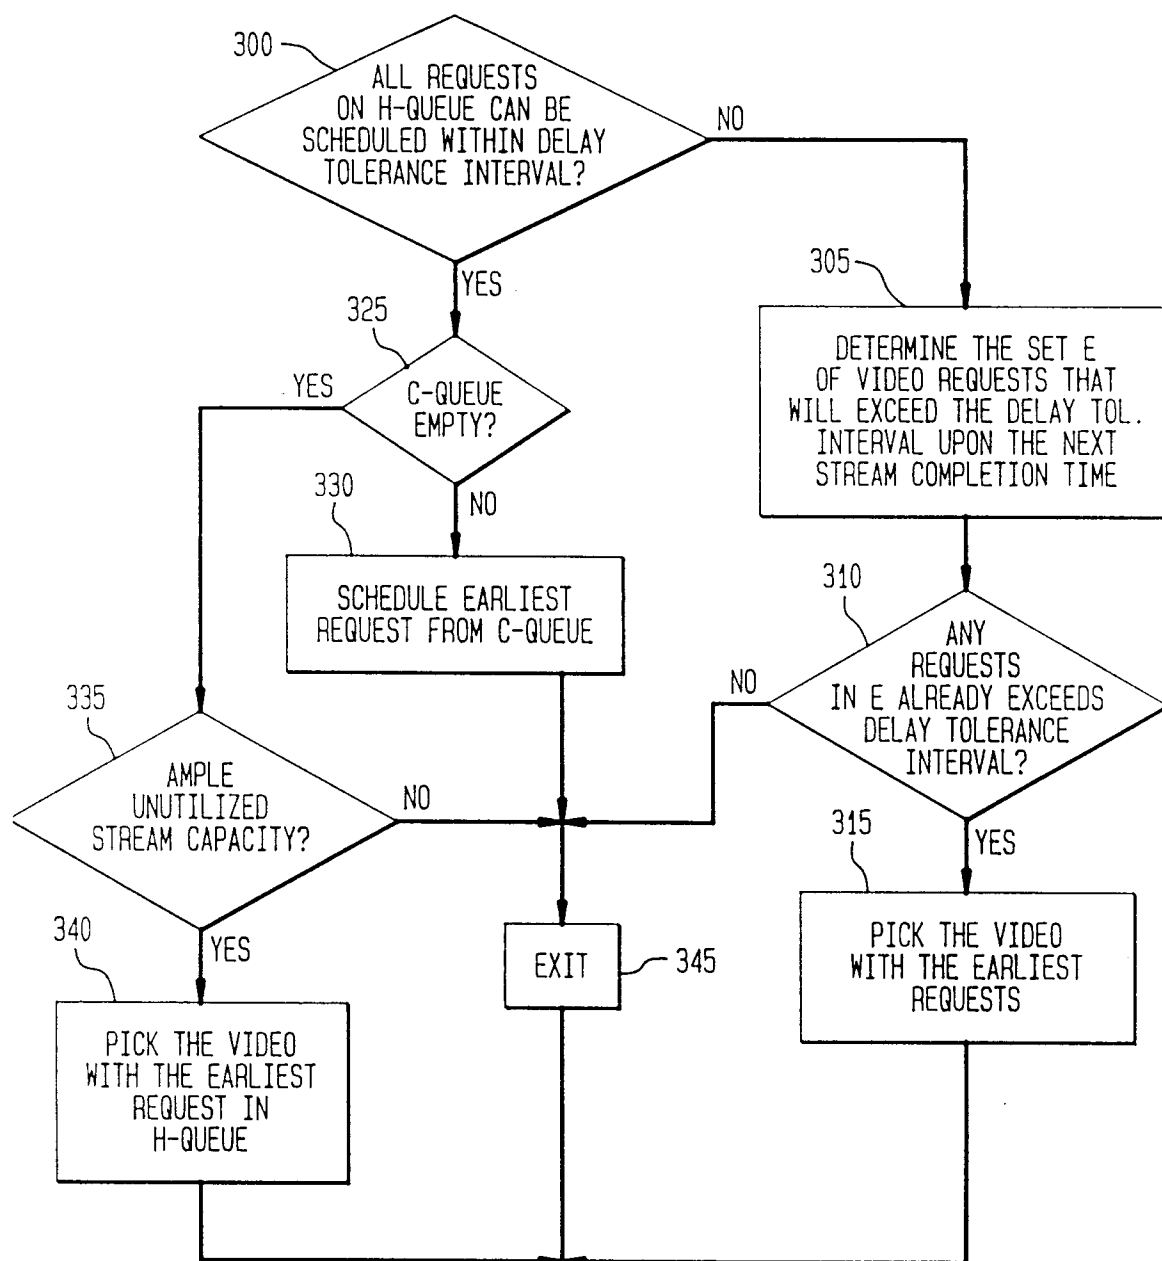 300
ALL REQUESTS
ON H-QUEUE CAN BE
SCHEDULED WITHIN DELAY
TOLERANCE INTERVAL?
NO
YES
305
DETERMINE THE SET E
OF VIDEO REQUESTS THAT
WILL EXCEED THE DELAY TOL.
INTERVAL UPON THE NEXT
STREAM COMPLETION TIME
325
YES
C-QUEUE
EMPTY?
NO
330
SCHEDULE EARLIEST
REQUEST FROM C-QUEUE
310
ANY
REQUESTS
IN E ALREADY EXCEEDS
DELAY TOLERANCE
INTERVAL?
NO
YES
335
AMPLE
UNUTILIZED
STREAM CAPACITY?
NO
YES
315
PICK THE VIDEO
WITH THE EARLIEST
REQUESTS
340
PICK THE VIDEO
WITH THE EARLIEST
REQUEST IN
H-QUEUE
EXIT
345